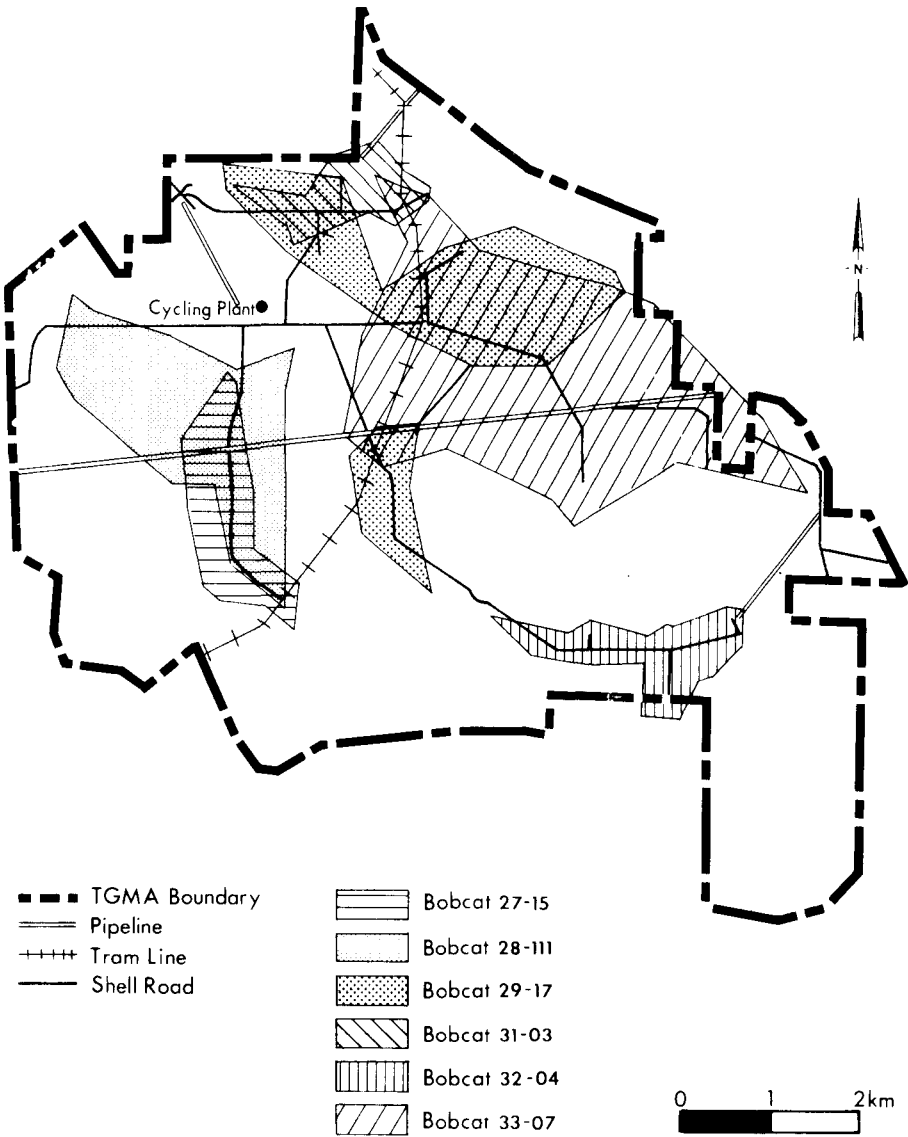 N
Cycling Plant
TGMA Boundary
Pipeline
Tram Line
Shell Road
Bobcat 27-15
Bobcat 28-111
Bobcat 29-17
Bobcat 31-03
Bobcat 32-04
Bobcat 33-07
0 1 2km